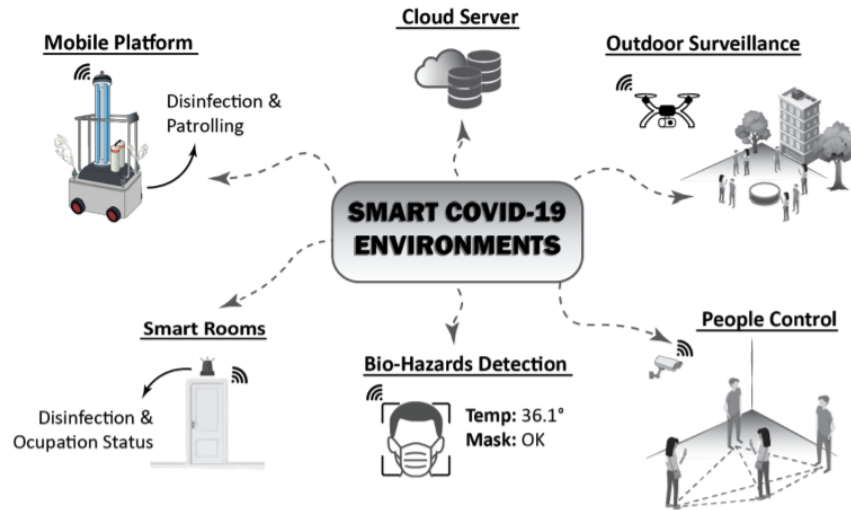 Cloud Server
Mobile Platform
Outdoor Surveillance
Disinfection &
Patrolling
SMART COVID-19
ENVIRONMENTS
Smart Rooms
Disinfection &
Ocupation Status
Bio-Hazards Detection
Temp: 36.1°
Mask: OK
People Control